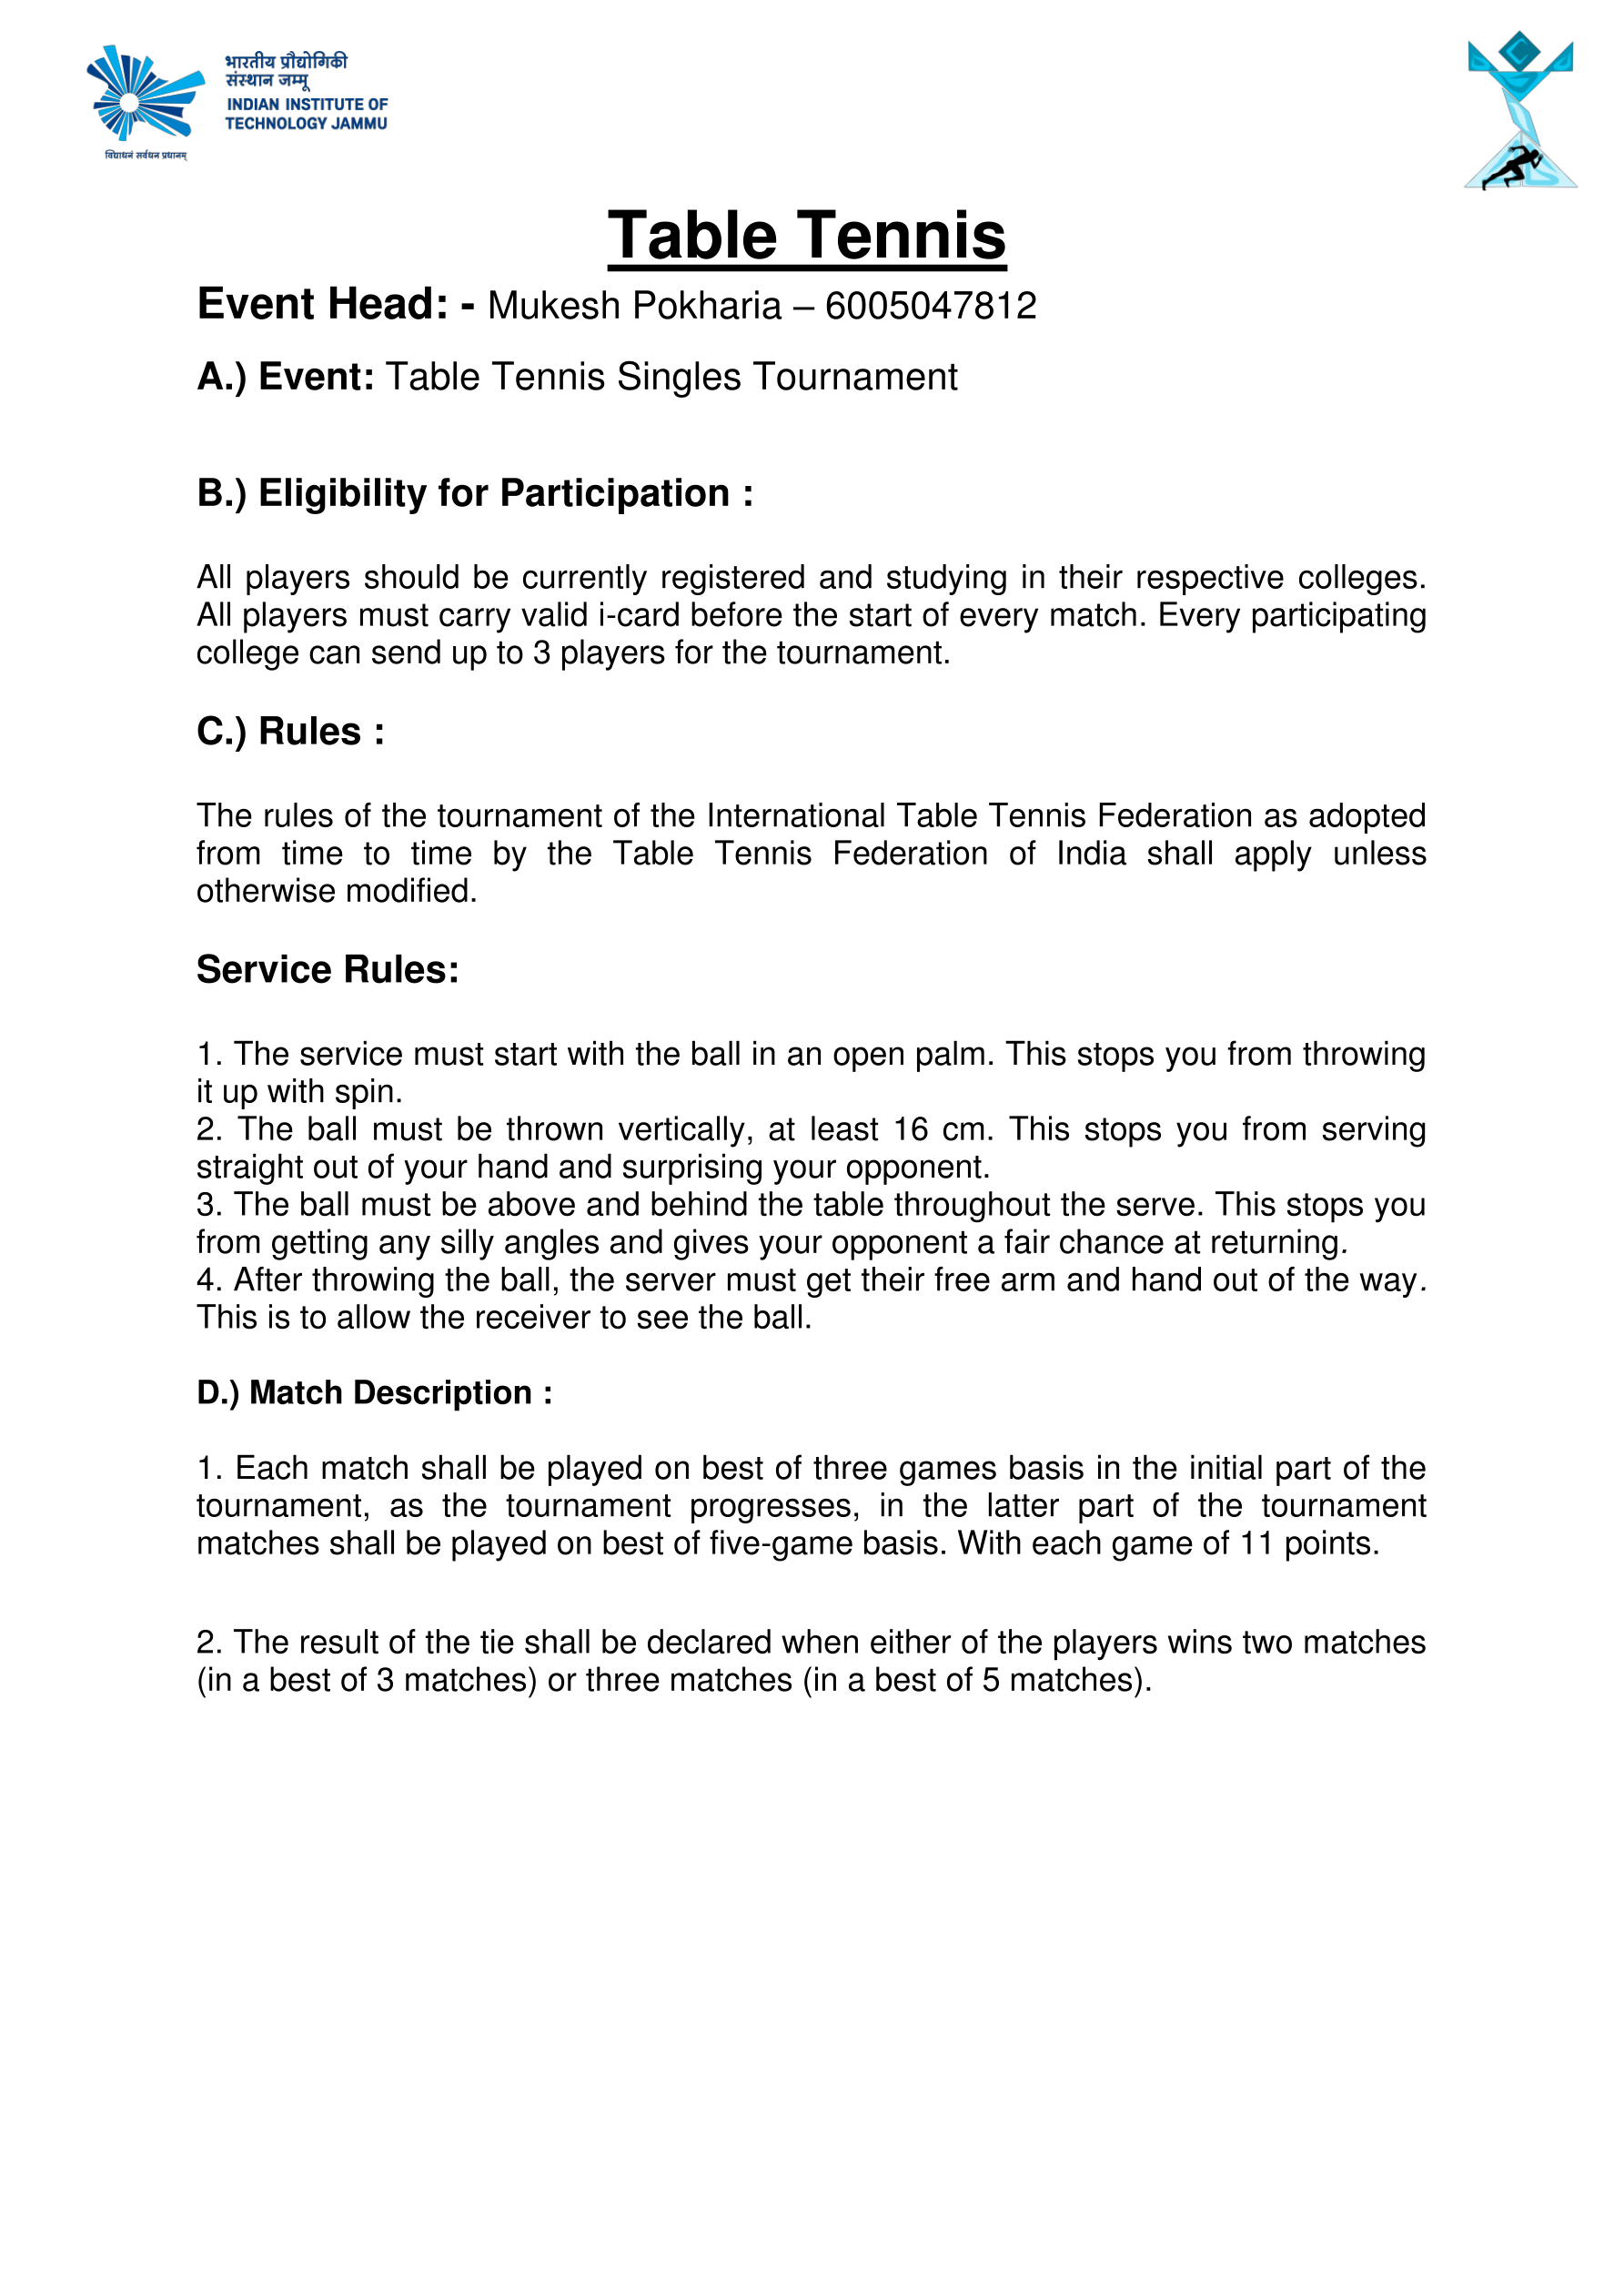 भारतीय प्रौद्योगिकी
संस्थान जम्मू
INDIAN INSTITUTE OF
TECHNOLOGY JAMMU
विद्याधनं सर्वधन प्रधानम्
Table Tennis
Event Head: - Mukesh Pokharia – 6005047812
A.) Event: Table Tennis Singles Tournament
B.) Eligibility for Participation :
All players should be currently registered and studying in their respective colleges.
All players must carry valid i-card before the start of every match. Every participating
college can send up to 3 players for the tournament.
C.) Rules :
The rules of the tournament of the International Table Tennis Federation as adopted
from time to time by the Table Tennis Federation of India shall apply unless
otherwise modified.
Service Rules:
1. The service must start with the ball in an open palm. This stops you from throwing
it up with spin.
2. The ball must be thrown vertically, at least 16 cm. This stops you from serving
straight out of your hand and surprising your opponent.
3. The ball must be above and behind the table throughout the serve. This stops you
from getting any silly angles and gives your opponent a fair chance at returning.
4. After throwing the ball, the server must get their free arm and hand out of the way.
This is to allow the receiver to see the ball.
D.) Match Description :
1. Each match shall be played on best of three games basis in the initial part of the
tournament, as the tournament progresses, in the latter part of the tournament
matches shall be played on best of five-game basis. With each game of 11 points.
2. The result of the tie shall be declared when either of the players wins two matches
(in a best of 3 matches) or three matches (in a best of 5 matches).